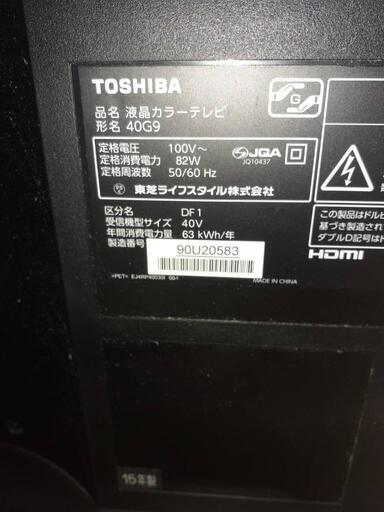 TOSHIBA
品名 液晶カラーテレビ
形名 40G9
定格電圧 100V～
定格消費電力 82W
定格周波数 50/60 Hz
JQA
JQ10437
東芝ライフスタイル株式会社
区分名 DF1
受信機型サイズ 40V
年間消費電力量 63 kWh/年
製造番号
90U20583
MADE IN CHINA
この製品はドルビ
基づき製造され
ダブルD記号は
HDMI
15年製